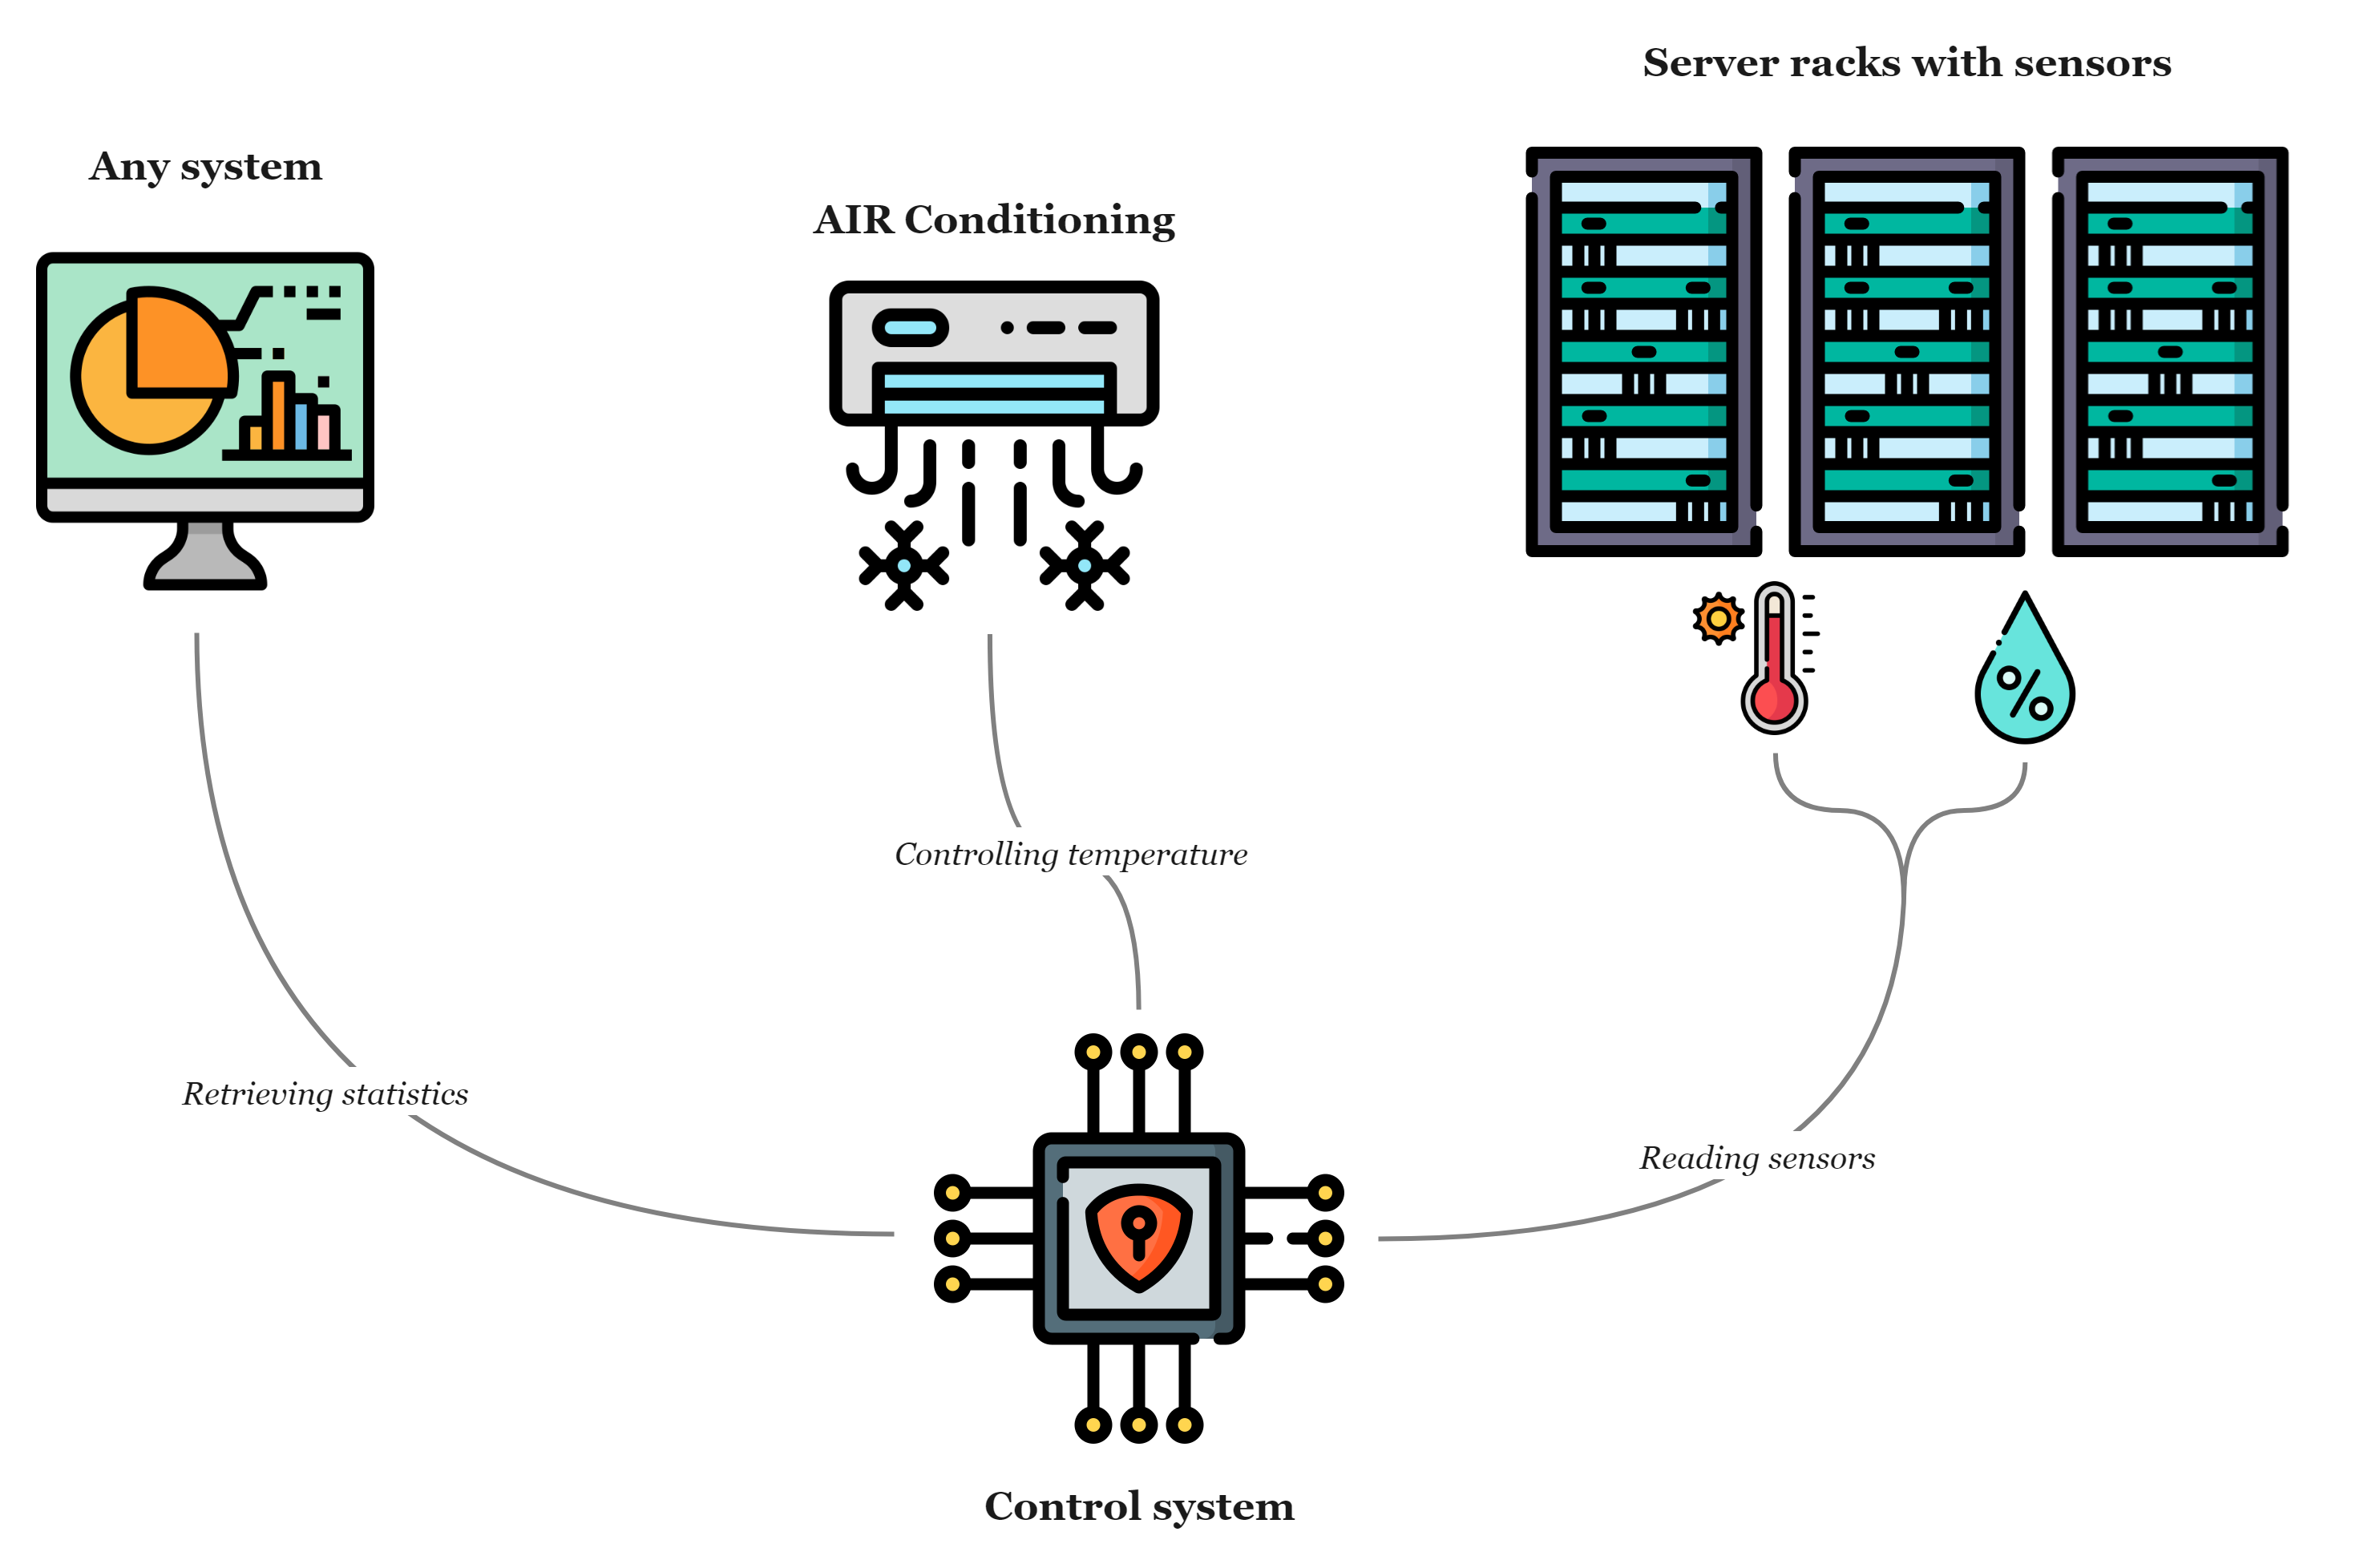 Server racks with sensors
Any system
AIR Conditioning
Controlling temperature
Retrieving statistics
Reading sensors
Control system